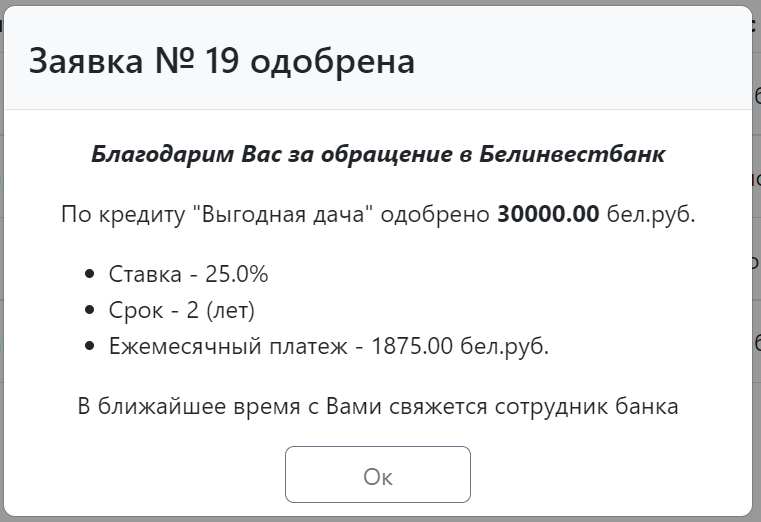 Заявка № 19 одобрена
Благодарим Вас за обращение в Белинвестбанк
По кредиту "Выгодная дача" одобрено 30000.00 бел.руб.
Ставка - 25.0%
Срок - 2 (лет)
Ежемесячный платеж - 1875.00 бел.руб.
В ближайшее время с Вами свяжется сотрудник банка
Ок